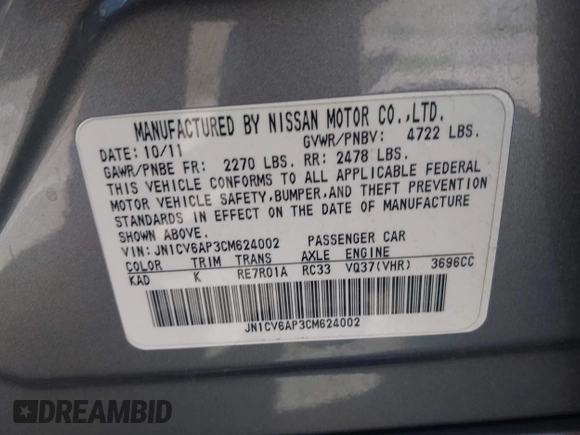 MANUFACTURED BY NISSAN MOTOR CO.,LTD.
DATE: 10/11 GVWR/PNBV: 4722 LBS.
GAWR/PNBE FR: 2270 LBS. RR: 2478 LBS.
THIS VEHICLE CONFORMS TO ALL APPLICABLE FEDERAL
MOTOR VEHICLE SAFETY,BUMPER,AND THEFT PREVENTION
STANDARDS IN EFFECT ON THE DATE OF MANUFACTURE
SHOWN ABOVE.
VIN: JN1CV6AP3CM624002 PASSENGER CAR
COLOR TRIM TRANS AXLE ENGINE
KAD K RE7R01A RC33 VQ37(VHR) 3696CC
JN1CV6AP3CM624002
DREAMBID